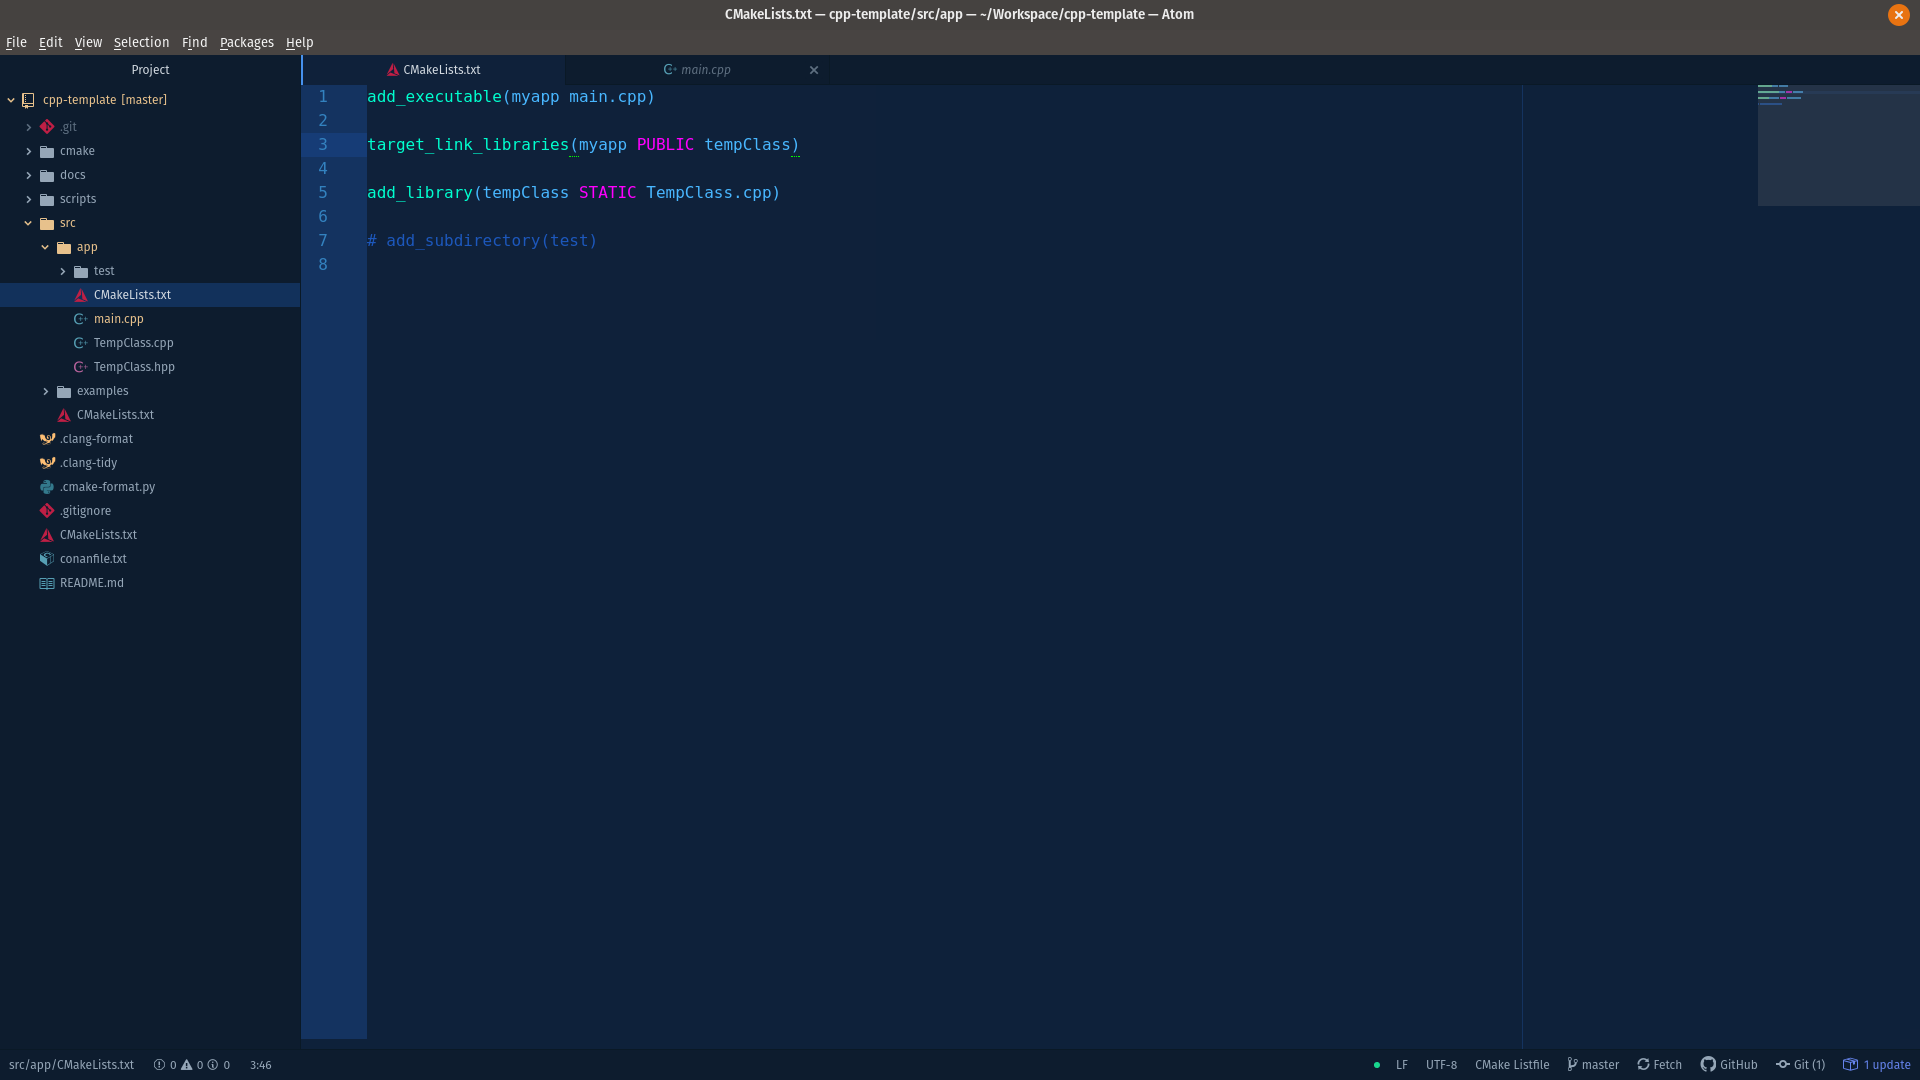 CMakeLists.txt — cpp-template/src/app — ~/Workspace/cpp-template — Atom
File Edit View Selection Find Packages Help
Project
cpp-template [master]
.git
cmake
docs
scripts
src
app
test
CMakeLists.txt
main.cpp
TempClass.cpp
TempClass.hpp
examples
CMakeLists.txt
.clang-format
.clang-tidy
.cmake-format.py
.gitignore
CMakeLists.txt
conanfile.txt
README.md
CMakeLists.txt main.cpp
1 add_executable(myapp main.cpp)
2
3 target_link_libraries(myapp PUBLIC tempClass)
4
5 add_library(tempClass STATIC TempClass.cpp)
6
7 # add_subdirectory(test)
8
src/app/CMakeLists.txt 0 0 0 3:46 LF UTF-8 CMake Listfile master Fetch GitHub Git (1) 1 update